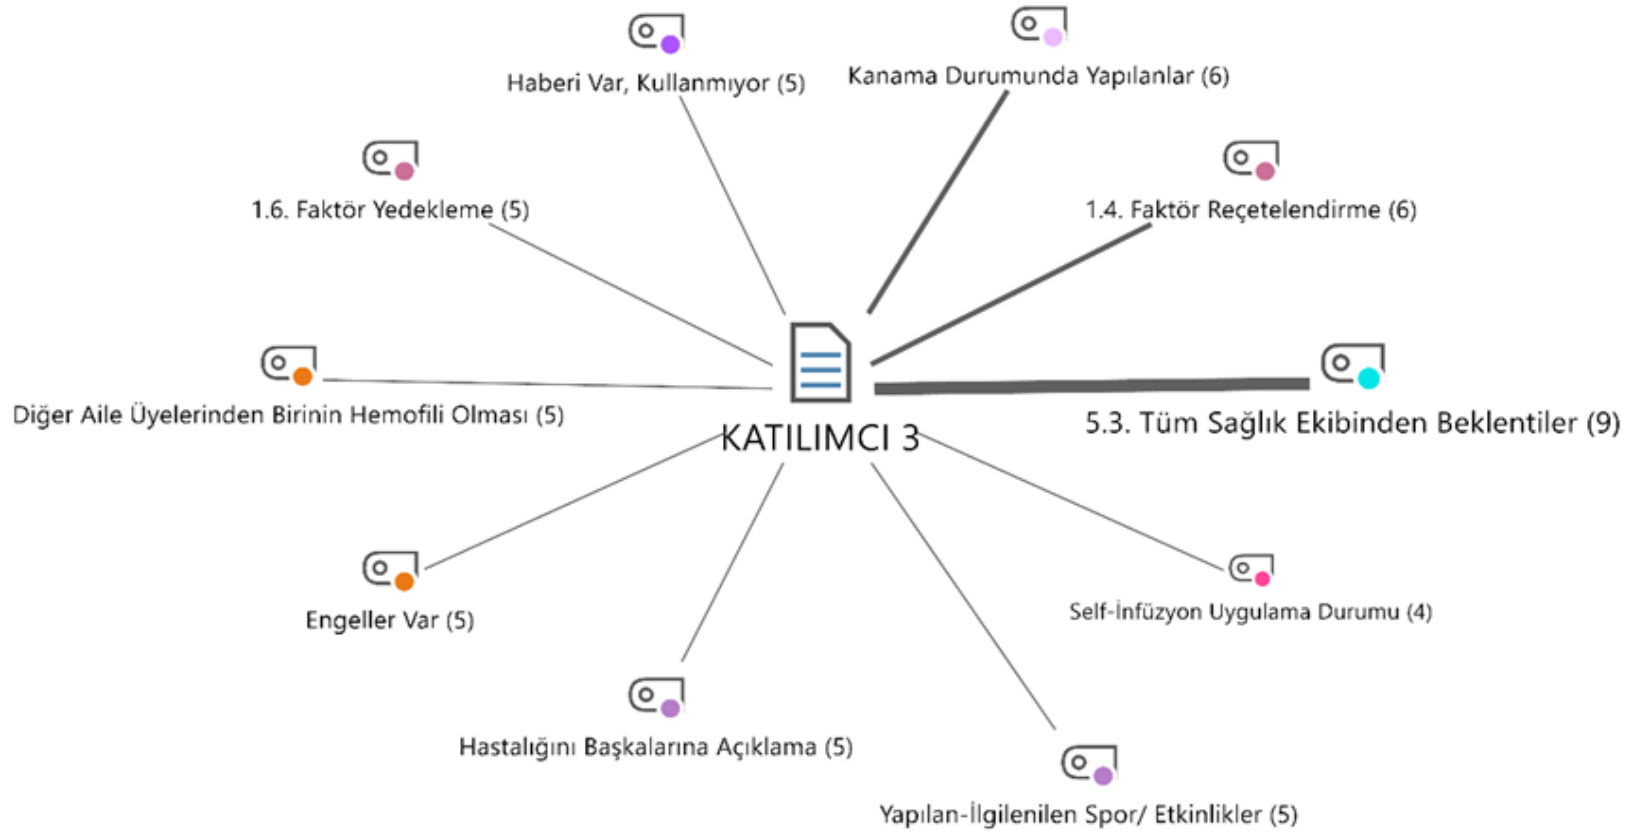 Haberi Var, Kullanmıyor (5)
Kanama Durumunda Yapılanlar (6)
1.6. Faktör Yedekleme (5)
1.4. Faktör Reçetelendirme (6)
Diğer Aile Üyelerinden Birinin Hemofili Olması (5)
KATILIMCI 3
5.3. Tüm Sağlık Ekibinden Beklentiler (9)
Engeller Var (5)
Self-İnfüzyon Uygulama Durumu (4)
Hastalığını Başkalarına Açıklama (5)
Yapılan-İlgilenilen Spor/ Etkinlikler (5)